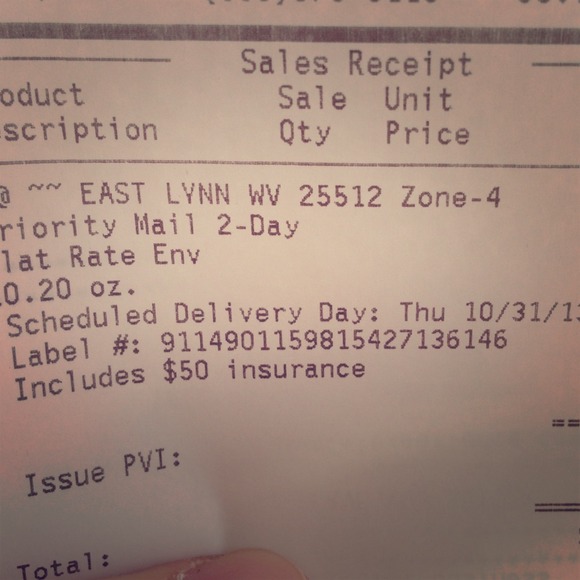 Sales Receipt
oduct Sale Unit
scription Qty Price
@ ~~ EAST LYNN WV 25512 Zone-4
riority Mail 2-Day
lat Rate Env
0.20 oz.
Scheduled Delivery Day: Thu 10/31/13
Label #: 9114901159815427136146
Includes $50 insurance
==
Issue PVI:
==
Total: